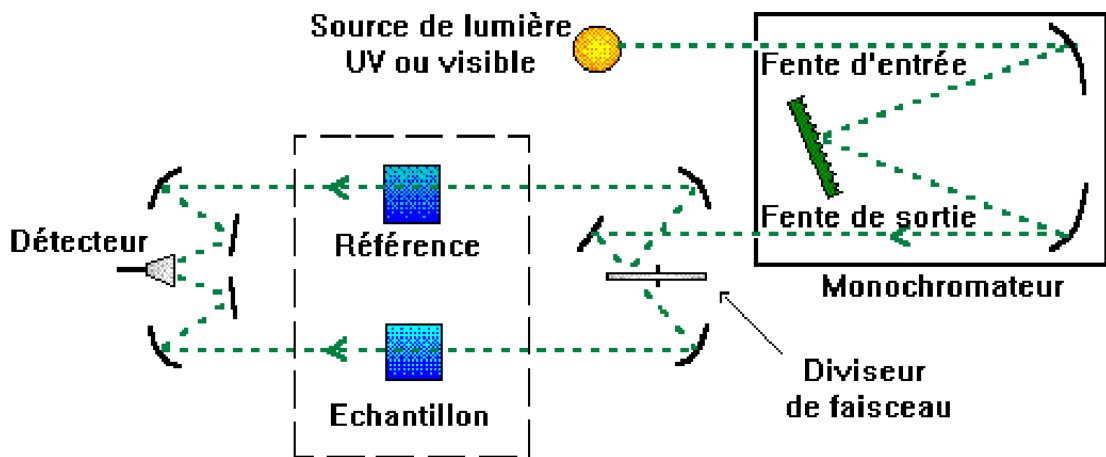 Source de lumière
UV ou visible
Fente d'entrée
Fente de sortie
Monochromateur
Détecteur
Référence
Echantillon
Diviseur
de faisceau